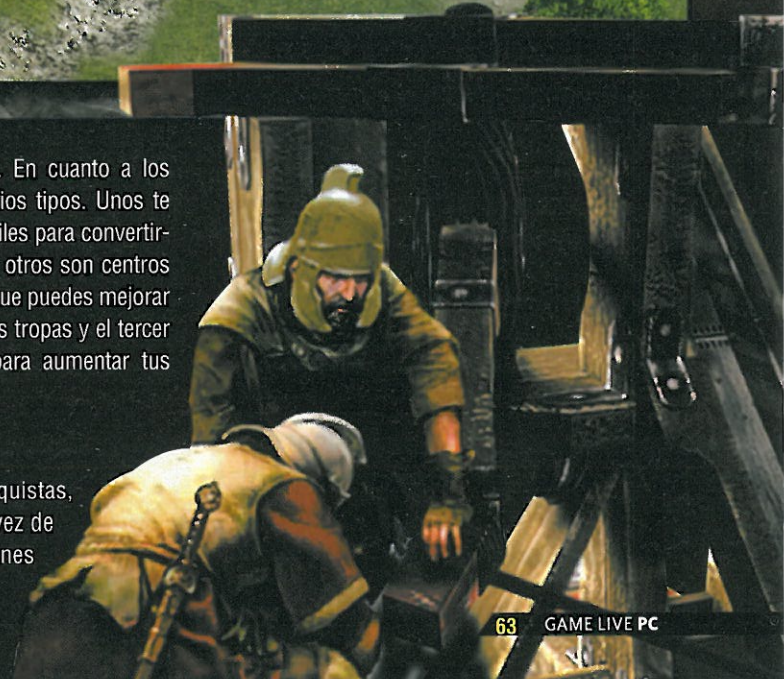 . En cuanto a los
ios tipos. Unos te
iles para convertir-
otros son centros
ue puedes mejorar
s tropas y el tercer
para aumentar tus
quistas,
vez de
nes
63 GAME LIVE PC